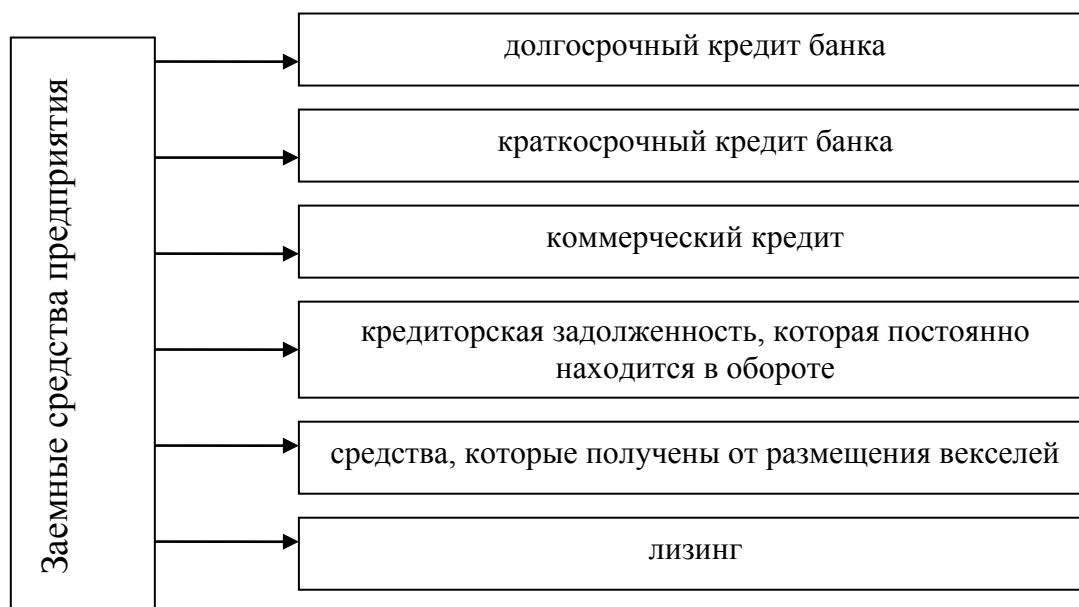 Заемные средства предприятия
долгосрочный кредит банка
краткосрочный кредит банка
коммерческий кредит
кредиторская задолженность, которая постоянно
находится в обороте
средства, которые получены от размещения векселей
лизинг